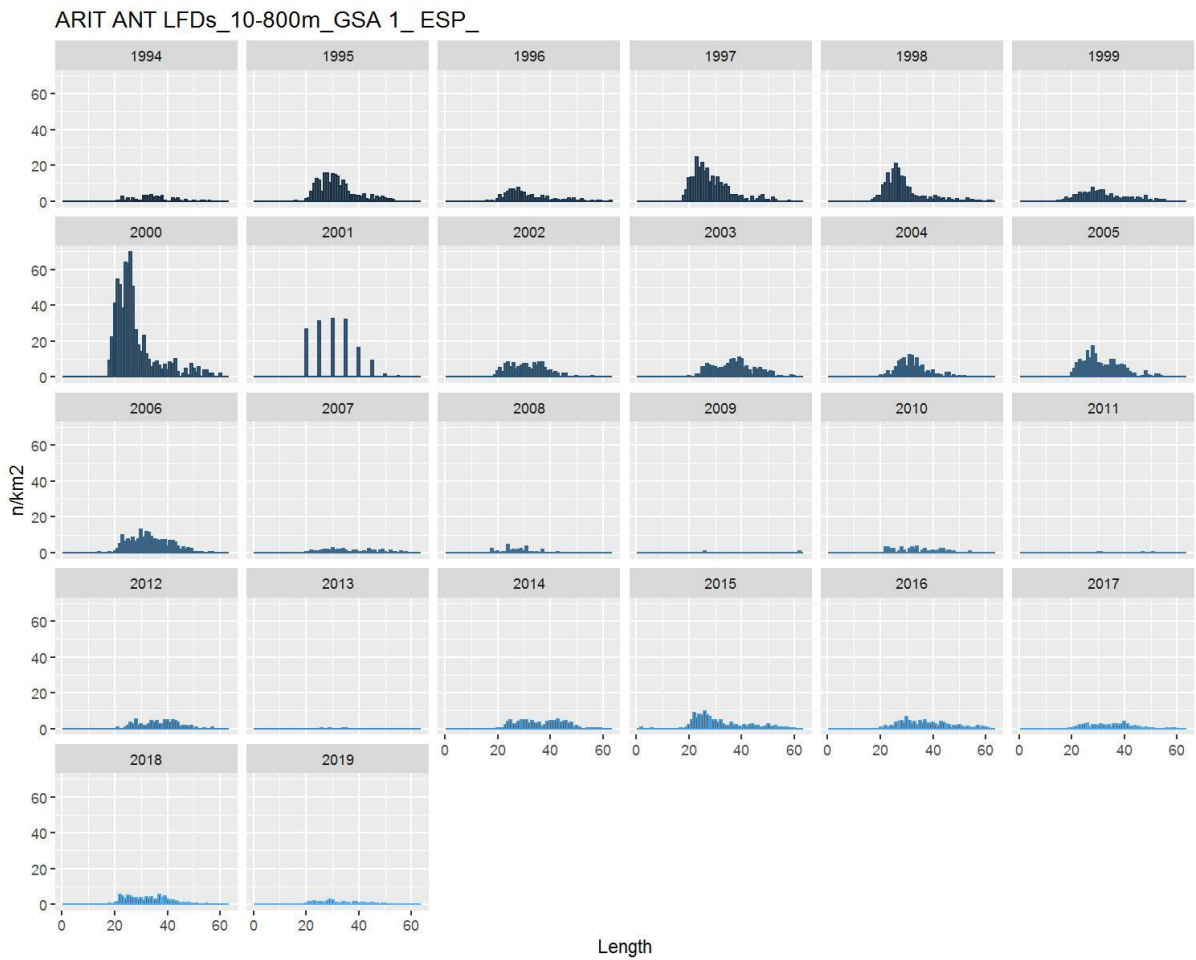 ARIT ANT LFDs_10-800m_GSA 1_ ESP_
1994 1995 1996 1997 1998 1999
60
40
20
0
2000 2001 2002 2003 2004 2005
60
40
20
0
2006 2007 2008 2009 2010 2011
60
40
20
0
n/km2
2012 2013 2014 2015 2016 2017
60
40
20
0
0 20 40 60 0 20 40 60 0 20 40 60 0 20 40 60
2018 2019
60
40
20
0
0 20 40 60 0 20 40 60
Length